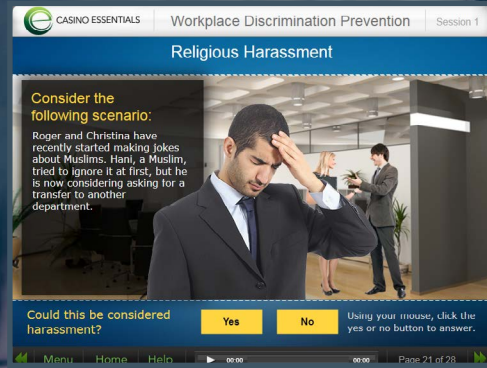 CASINO ESSENTIALS
Workplace Discrimination Prevention
Session 1
Religious Harassment
Consider the
following scenario:
Roger and Christina have
recently started making jokes
about Muslims. Hani, a Muslim,
tried to ignore it at first, but he
is now considering asking for a
transfer to another
department.
Could this be considered
harassment?
Yes
No
Using your mouse, click the
yes or no button to answer.
Menu Home Help 00:00 00:00 Page 21 of 28